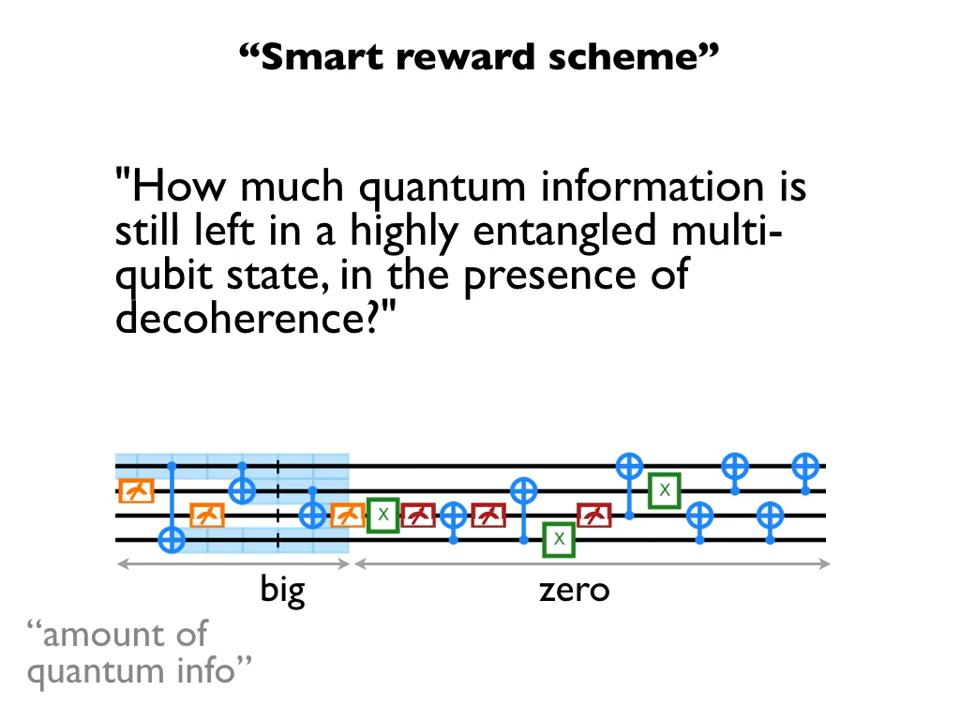 “Smart reward scheme”
"How much quantum information is
still left in a highly entangled multi-
qubit state, in the presence of
decoherence?"
X
X
X
big
zero
“amount of
quantum info”